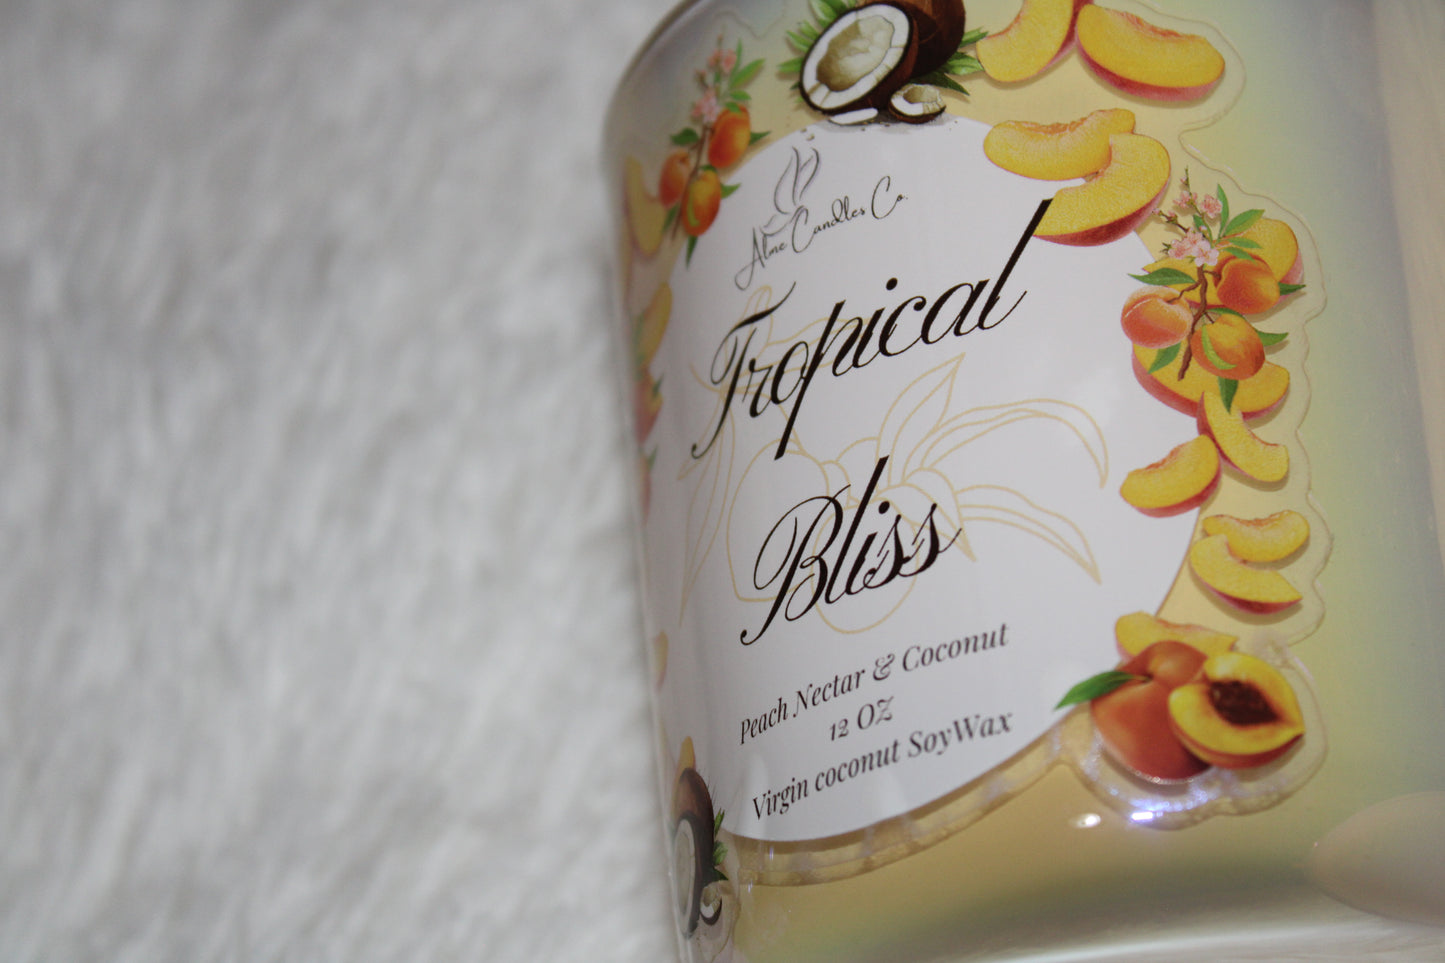 Alme Candles Co.
Tropical
Bliss
Peach Nectar & Coconut
12 OZ
Virgin coconut SoyWax